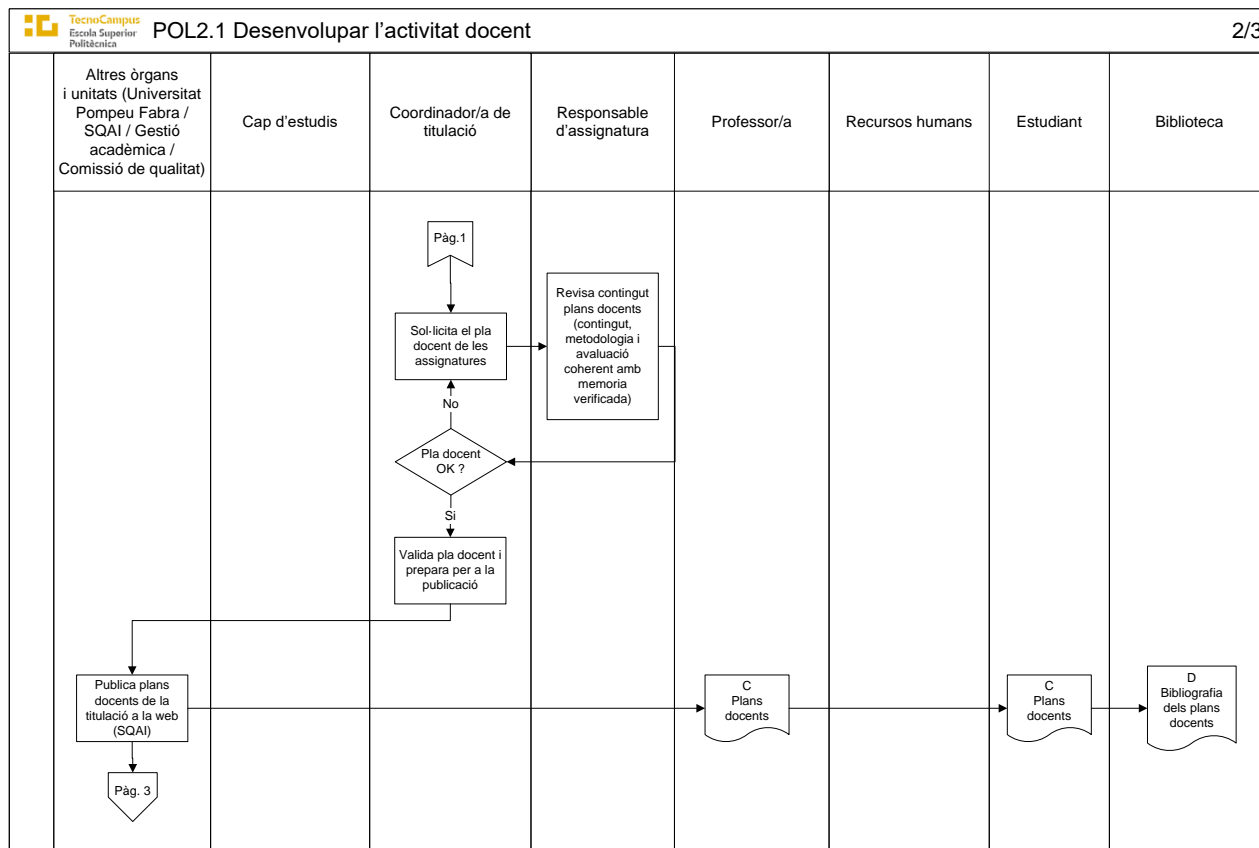 TecnoCampus
Escola Superior
Politècnica
POL2.1 Desenvolupar l’activitat docent
2/3
Altres òrgans
i unitats (Universitat
Pompeu Fabra /
SQAI / Gestió
acadèmica /
Comissió de qualitat)
Cap d’estudis
Coordinador/a de
titulació
Responsable
d’assignatura
Professor/a
Recursos humans
Estudiant
Biblioteca
Pàg.1
Sol·licita el pla
docent de les
assignatures
Revisa contingut
plans docents
(contingut,
metodologia i
avaluació
coherent amb
memoria
verificada)
No
Pla docent
OK ?
Si
Valida pla docent i
prepara per a la
publicació
Publica plans
docents de la
titulació a la web
(SQAI)
C
Plans
docents
C
Plans
docents
D
Bibliografia
dels plans
docents
Pàg. 3